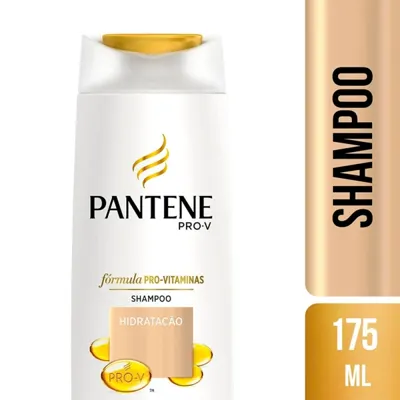 PANTENE
PRO-V
fórmula PRO-VITAMINAS
SHAMPOO
HIDRATAÇÃO
PRO-V
SHAMPOO
175
ML